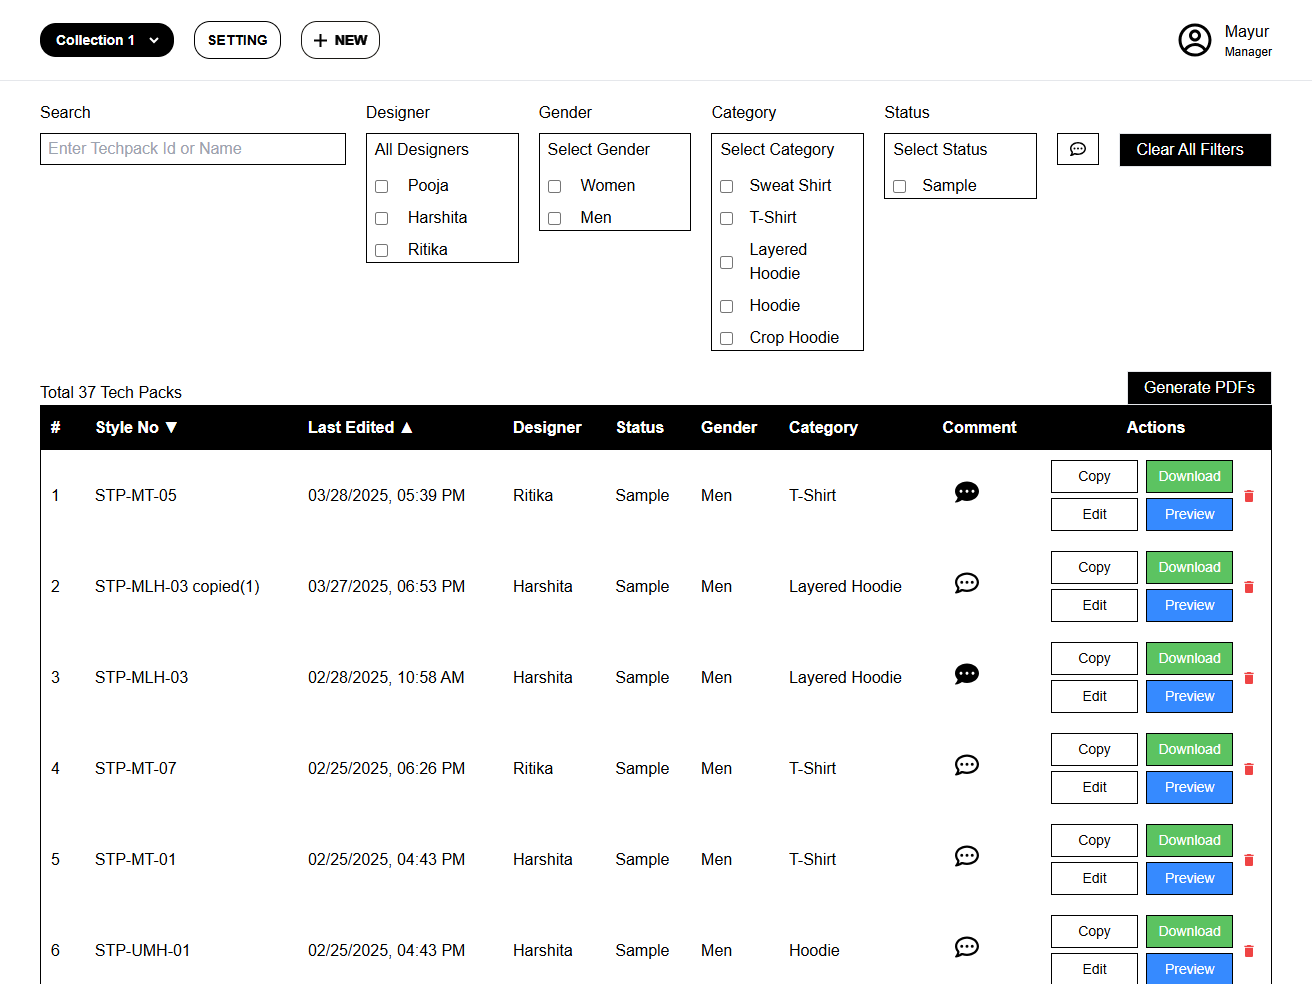 Collection 1
SETTING
+ NEW
Mayur
Manager
Search
Designer
Gender
Category
Status
Enter Techpack Id or Name
All Designers
Pooja
Harshita
Ritika
Select Gender
Women
Men
Select Category
Sweat Shirt
T-Shirt
Layered
Hoodie
Hoodie
Crop Hoodie
Select Status
Sample
Clear All Filters
Total 37 Tech Packs
Generate PDFs
# Style No ▼ Last Edited ▲ Designer Status Gender Category Comment Actions
1 STP-MT-05 03/28/2025, 05:39 PM Ritika Sample Men T-Shirt
Copy Download
Edit Preview
2 STP-MLH-03 copied(1) 03/27/2025, 06:53 PM Harshita Sample Men Layered Hoodie
Copy Download
Edit Preview
3 STP-MLH-03 02/28/2025, 10:58 AM Harshita Sample Men Layered Hoodie
Copy Download
Edit Preview
4 STP-MT-07 02/25/2025, 06:26 PM Ritika Sample Men T-Shirt
Copy Download
Edit Preview
5 STP-MT-01 02/25/2025, 04:43 PM Harshita Sample Men T-Shirt
Copy Download
Edit Preview
6 STP-UMH-01 02/25/2025, 04:43 PM Harshita Sample Men Hoodie
Copy Download
Edit Preview